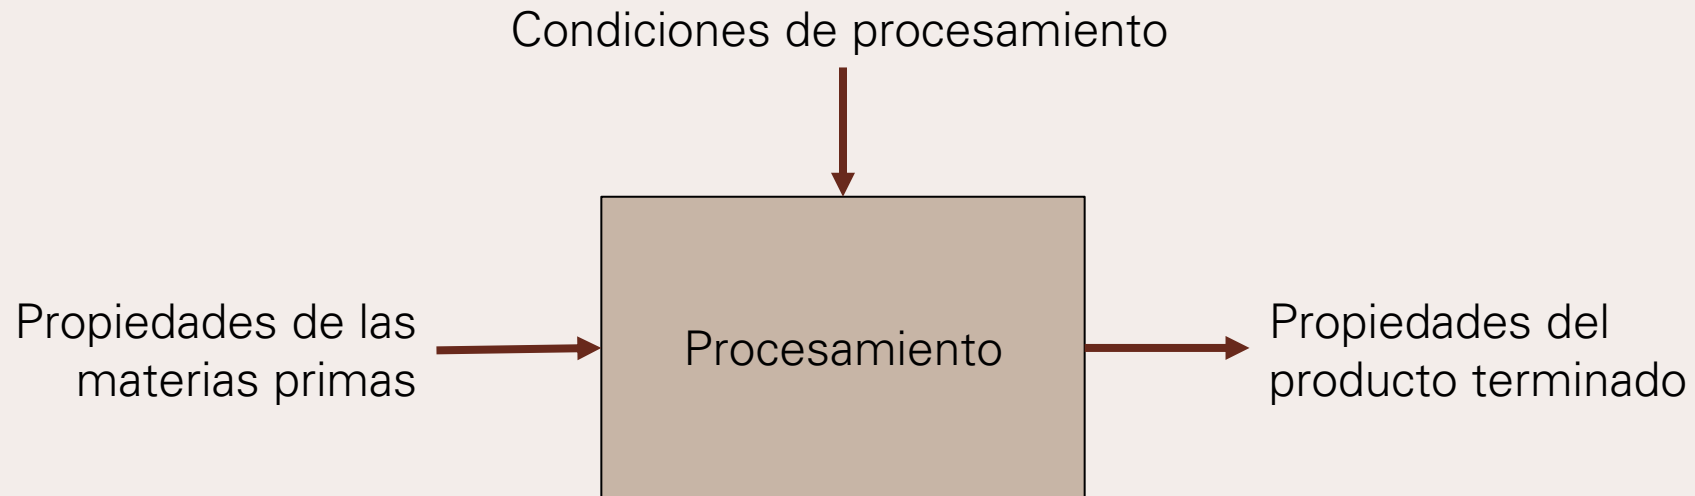 Condiciones de procesamiento
Propiedades de las
materias primas
Procesamiento
Propiedades del
producto terminado